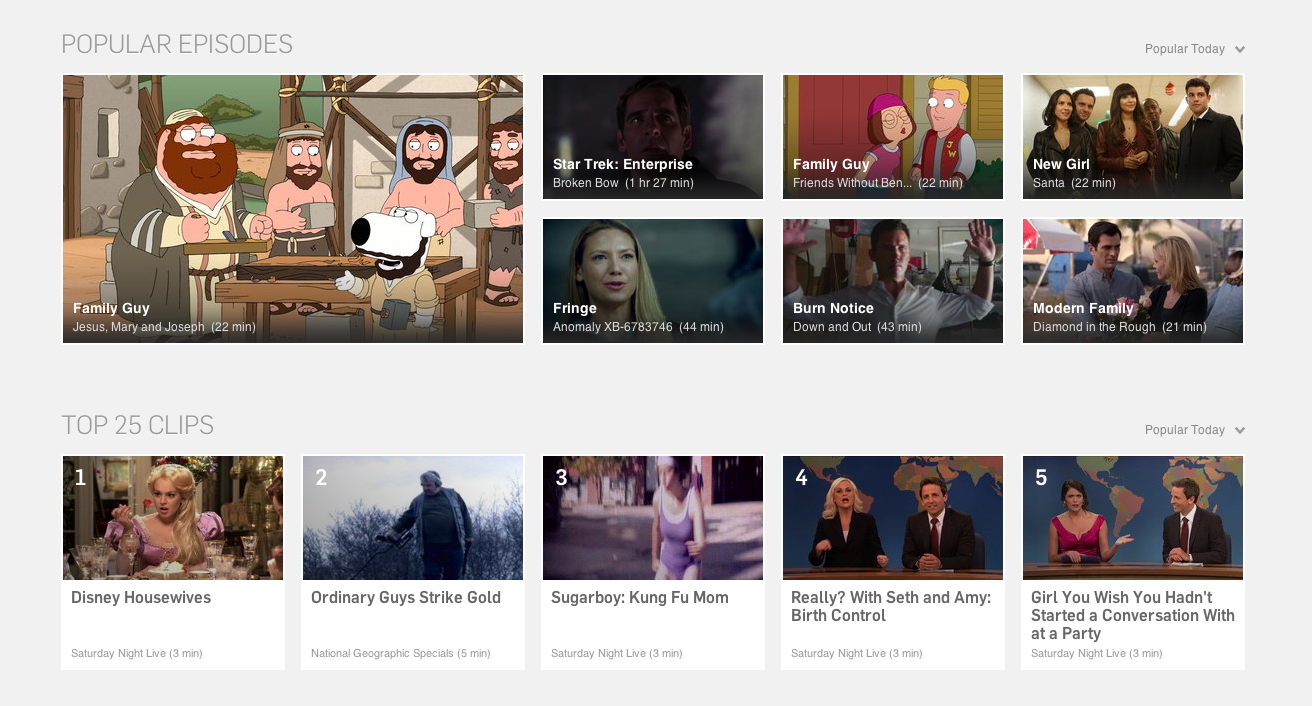 POPULAR EPISODES
Popular Today
Family Guy
Jesus, Mary and Joseph (22 min)
Star Trek: Enterprise
Broken Bow (1 hr 27 min)
Family Guy
Friends Without Ben... (22 min)
New Girl
Santa (22 min)
Fringe
Anomaly XB-6783746 (44 min)
Burn Notice
Down and Out (43 min)
Modern Family
Diamond in the Rough (21 min)
TOP 25 CLIPS
Popular Today
1
Disney Housewives
Saturday Night Live (3 min)
2
Ordinary Guys Strike Gold
National Geographic Specials (5 min)
3
Sugarboy: Kung Fu Mom
Saturday Night Live (3 min)
4
Really? With Seth and Amy:
Birth Control
Saturday Night Live (3 min)
5
Girl You Wish You Hadn't
Started a Conversation With
at a Party
Saturday Night Live (3 min)
JW